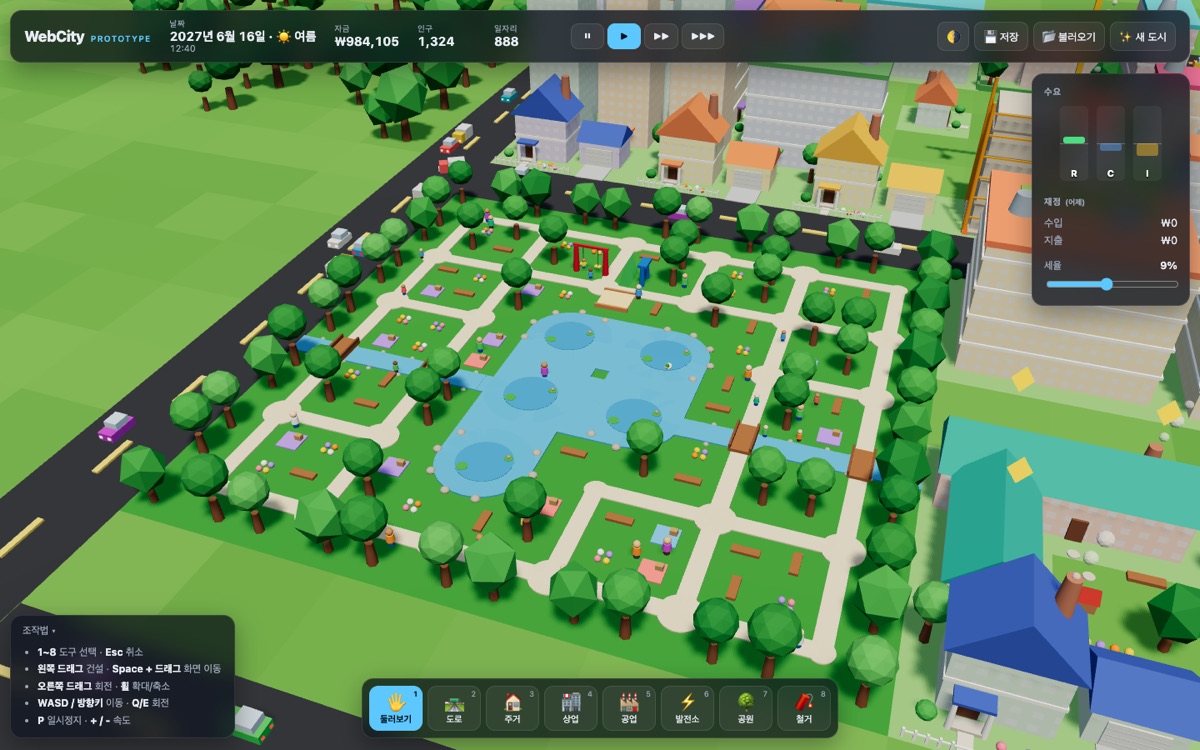 WebCity PROTOTYPE
날짜
2027년 6월 16일 · ☀️ 여름
12:40
자금
₩984,105
인구
1,324
일자리
888
💾 저장
📂 불러오기
✨ 새 도시
수요
R C I
재정 (어제)
수입 ₩0
지출 ₩0
세율 9%
조작법
1~8 도구 선택 · Esc 취소
왼쪽 드래그 건설 · Space + 드래그 화면 이동
오른쪽 드래그 회전 · 휠 확대/축소
WASD / 방향키 이동 · Q/E 회전
P 일시정지 · + / - 속도
1 둘러보기
2 도로
3 주거
4 상업
5 공업
6 발전소
7 공원
8 철거